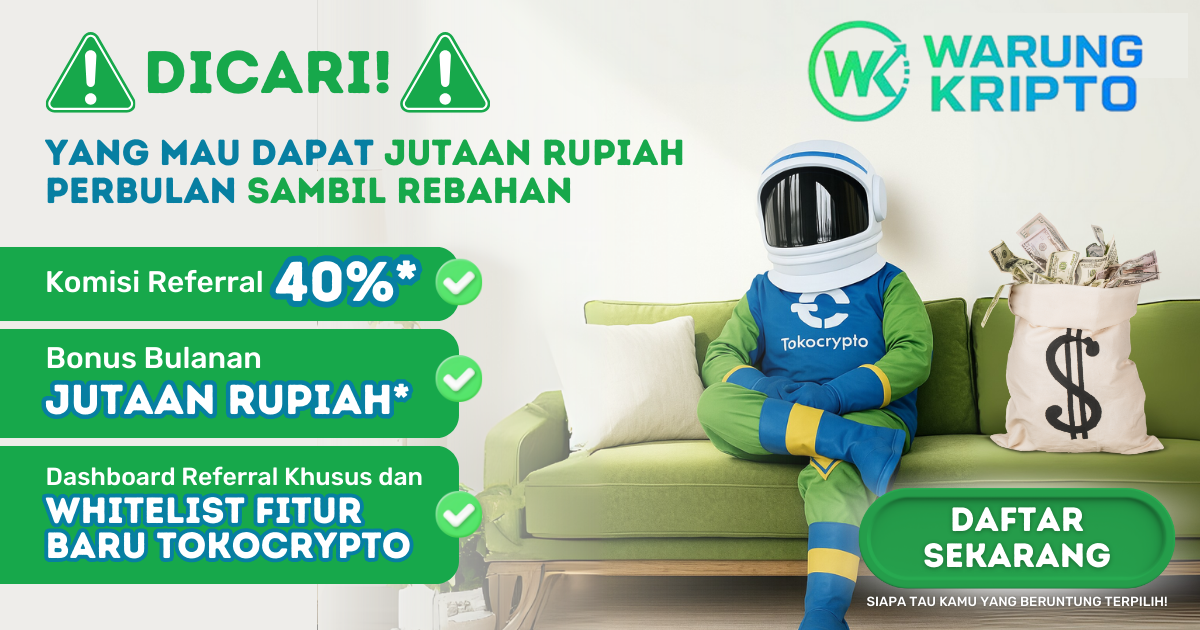 DICARI!
WK WARUNG
KRIPTO
YANG MAU DAPAT JUTAAN RUPIAH
PERBULAN SAMBIL REBAHAN
Komisi Referral 40%*
Bonus Bulanan
JUTAAN RUPIAH*
Dashboard Referral Khusus dan
WHITELIST FITUR
BARU TOKOCRYPTO
Tokocrypto
$
DAFTAR
SEKARANG
SIAPA TAU KAMU YANG BERUNTUNG TERPILIH!